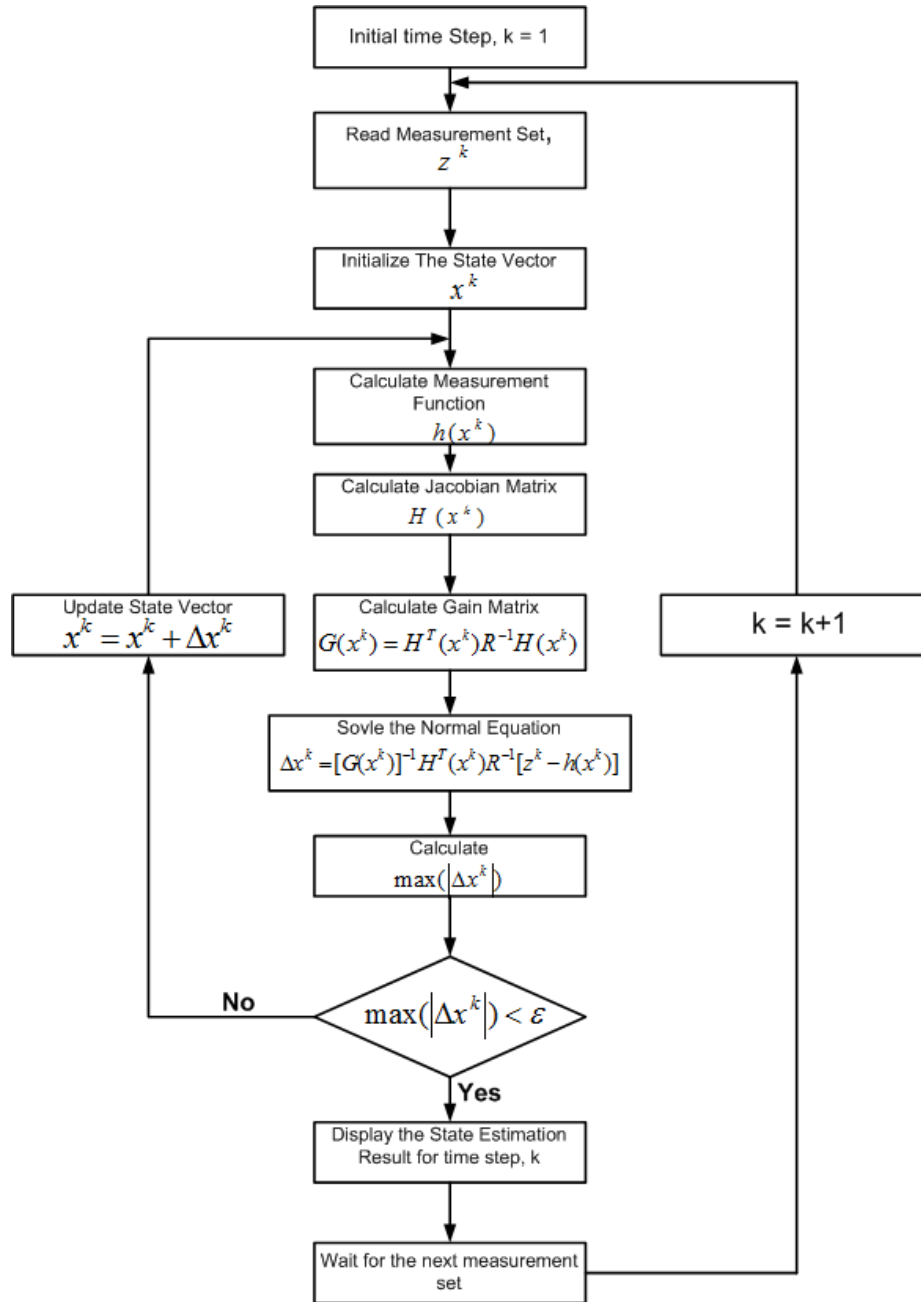 Initial time Step, k = 1
Read Measurement Set,
z^k
Initialize The State Vector
x^k
Calculate Measurement
Function
h(x^k)
Calculate Jacobian Matrix
H (x^k)
Update State Vector
x^k = x^k + Δx^k
Calculate Gain Matrix
G(x^k) = H^T(x^k)R^{-1}H(x^k)
k = k+1
Sovle the Normal Equation
Δx^k = [G(x^k)]^{-1}H^T(x^k)R^{-1}[z^k − h(x^k)]
Calculate
max(|Δx^k|)
No
max(|Δx^k|) < ε
Yes
Display the State Estimation
Result for time step, k
Wait for the next measurement
set